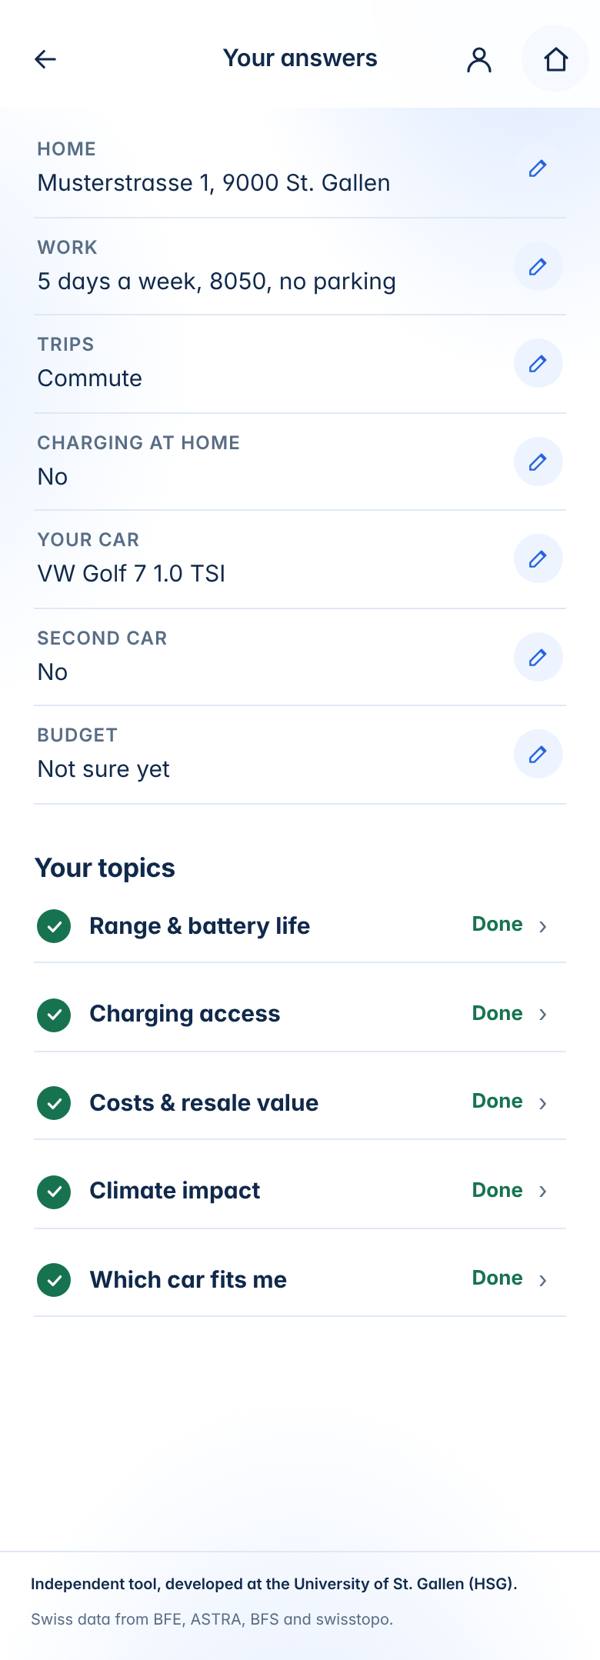 Your answers
HOME
Musterstrasse 1, 9000 St. Gallen
WORK
5 days a week, 8050, no parking
TRIPS
Commute
CHARGING AT HOME
No
YOUR CAR
VW Golf 7 1.0 TSI
SECOND CAR
No
BUDGET
Not sure yet
Your topics
Range & battery life Done
Charging access Done
Costs & resale value Done
Climate impact Done
Which car fits me Done
Independent tool, developed at the University of St. Gallen (HSG).
Swiss data from BFE, ASTRA, BFS and swisstopo.